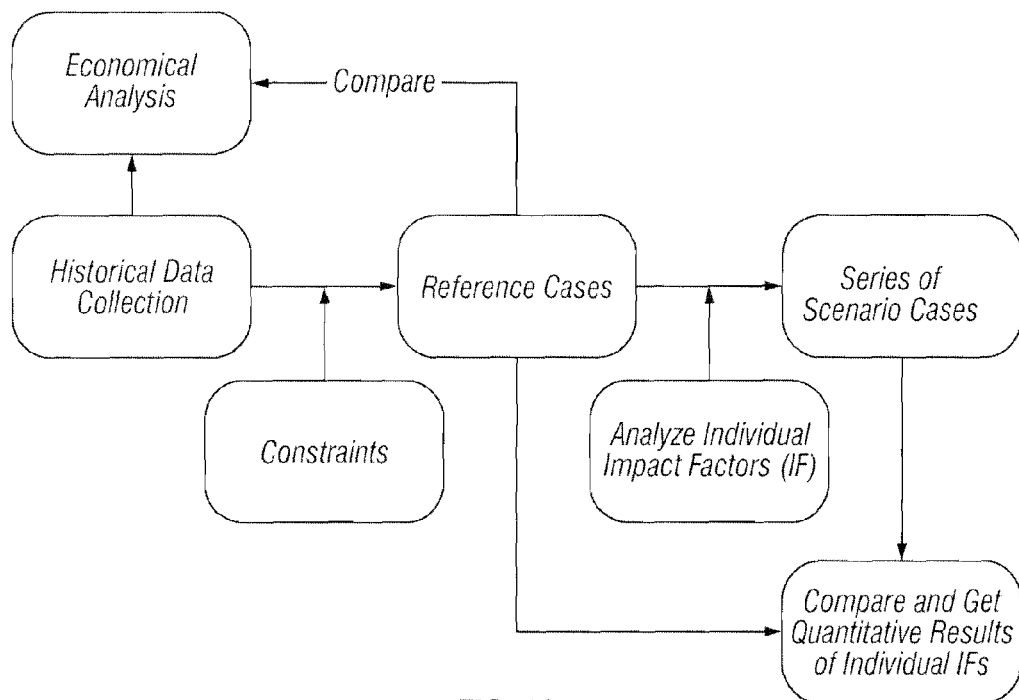 Economical
Analysis
Compare
Historical Data
Collection
Reference Cases
Series of
Scenario Cases
Constraints
Analyze Individual
Impact Factors (IF)
Compare and Get
Quantitative Results
of Individual IFs